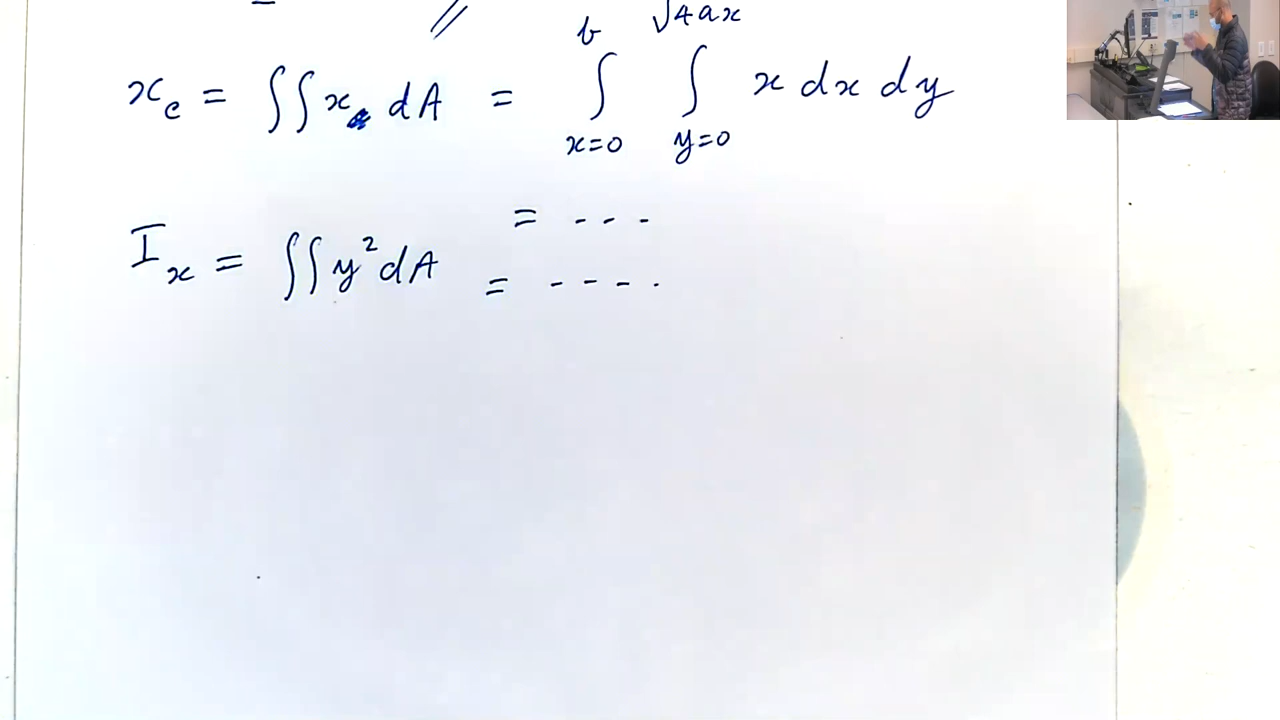 x_c = ∫∫ x dA = ∫_{x=0}^{b} ∫_{y=0}^{√4ax} x dx dy
= - - -
I_x = ∫∫ y² dA = - - - -